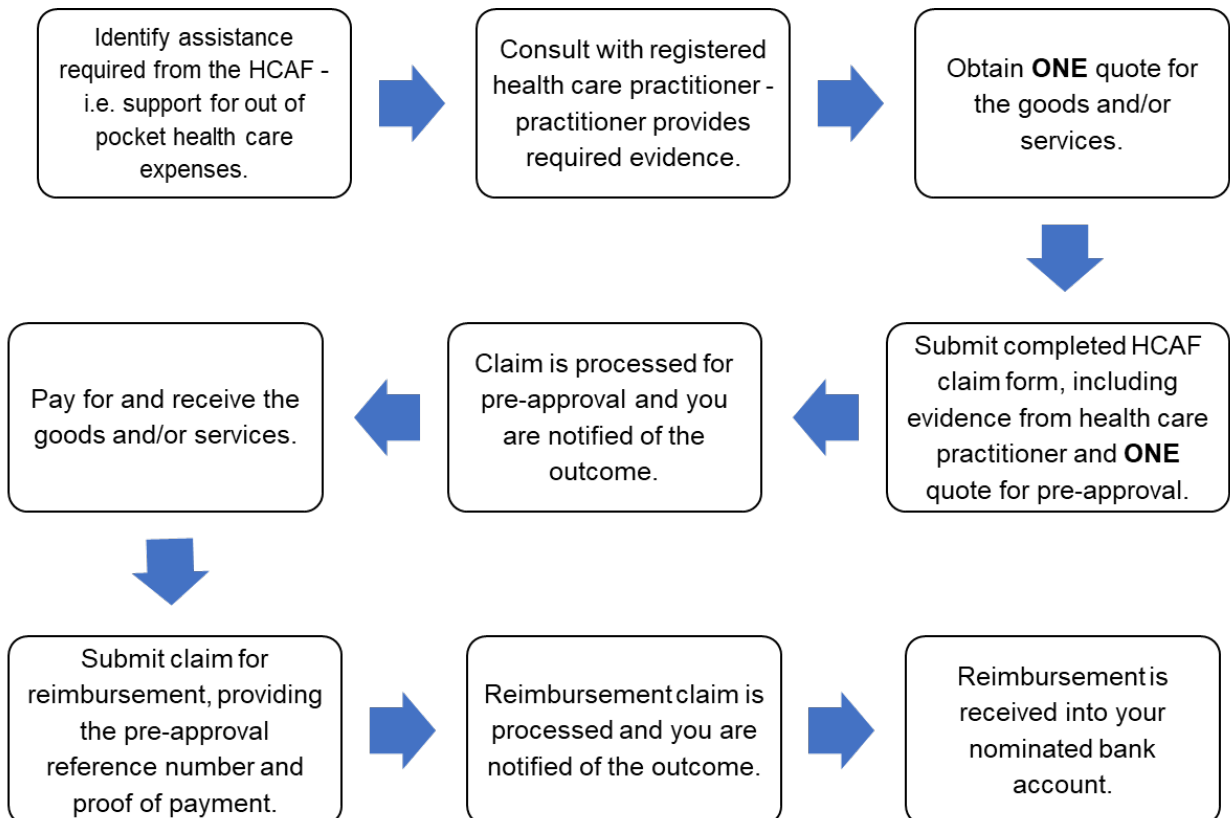 Identify assistance
required from the HCAF -
i.e. support for out of
pocket health care
expenses.
Consult with registered
health care practitioner -
practitioner provides
required evidence.
Obtain ONE quote for
the goods and/or
services.
Submit completed HCAF
claim form, including
evidence from health care
practitioner and ONE
quote for pre-approval.
Claim is processed for
pre-approval and you
are notified of the
outcome.
Pay for and receive the
goods and/or services.
Submit claim for
reimbursement, providing
the pre-approval
reference number and
proof of payment.
Reimbursement claim is
processed and you are
notified of the outcome.
Reimbursement is
received into your
nominated bank
account.